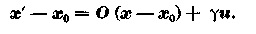 x' − x₀ = O (x − x₀) + γu.